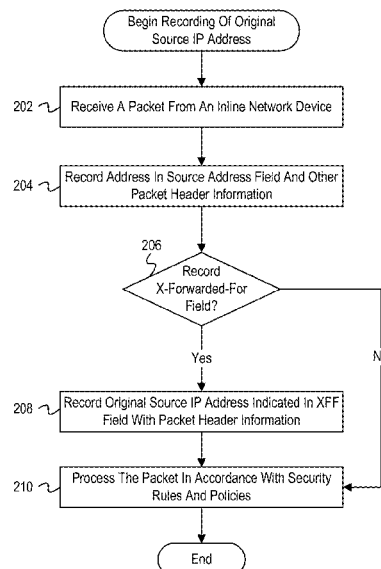 Begin Recording Of Original
Source IP Address
202
Receive A Packet From An Inline Network Device
204
Record Address In Source Address Field And Other
Packet Header Information
206
Record
X-Forwarded-For
Field?
Yes
N
208
Record Original Source IP Address Indicated In XFF
Field With Packet Header Information
210
Process The Packet In Accordance With Security
Rules And Policies
End